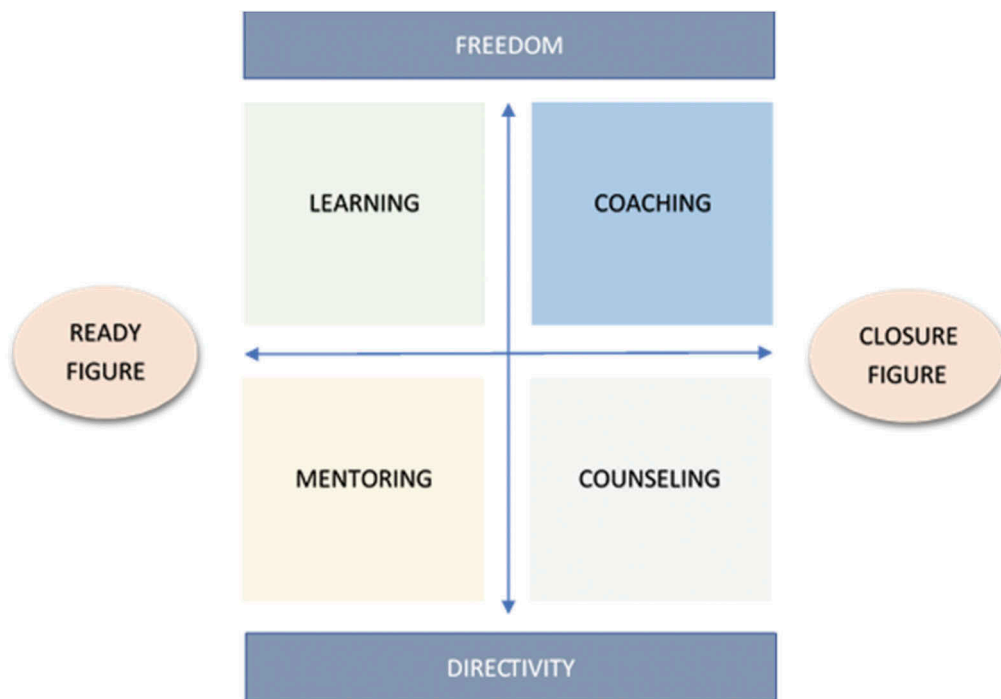 FREEDOM
LEARNING
COACHING
READY
FIGURE
CLOSURE
FIGURE
MENTORING
COUNSELING
DIRECTIVITY